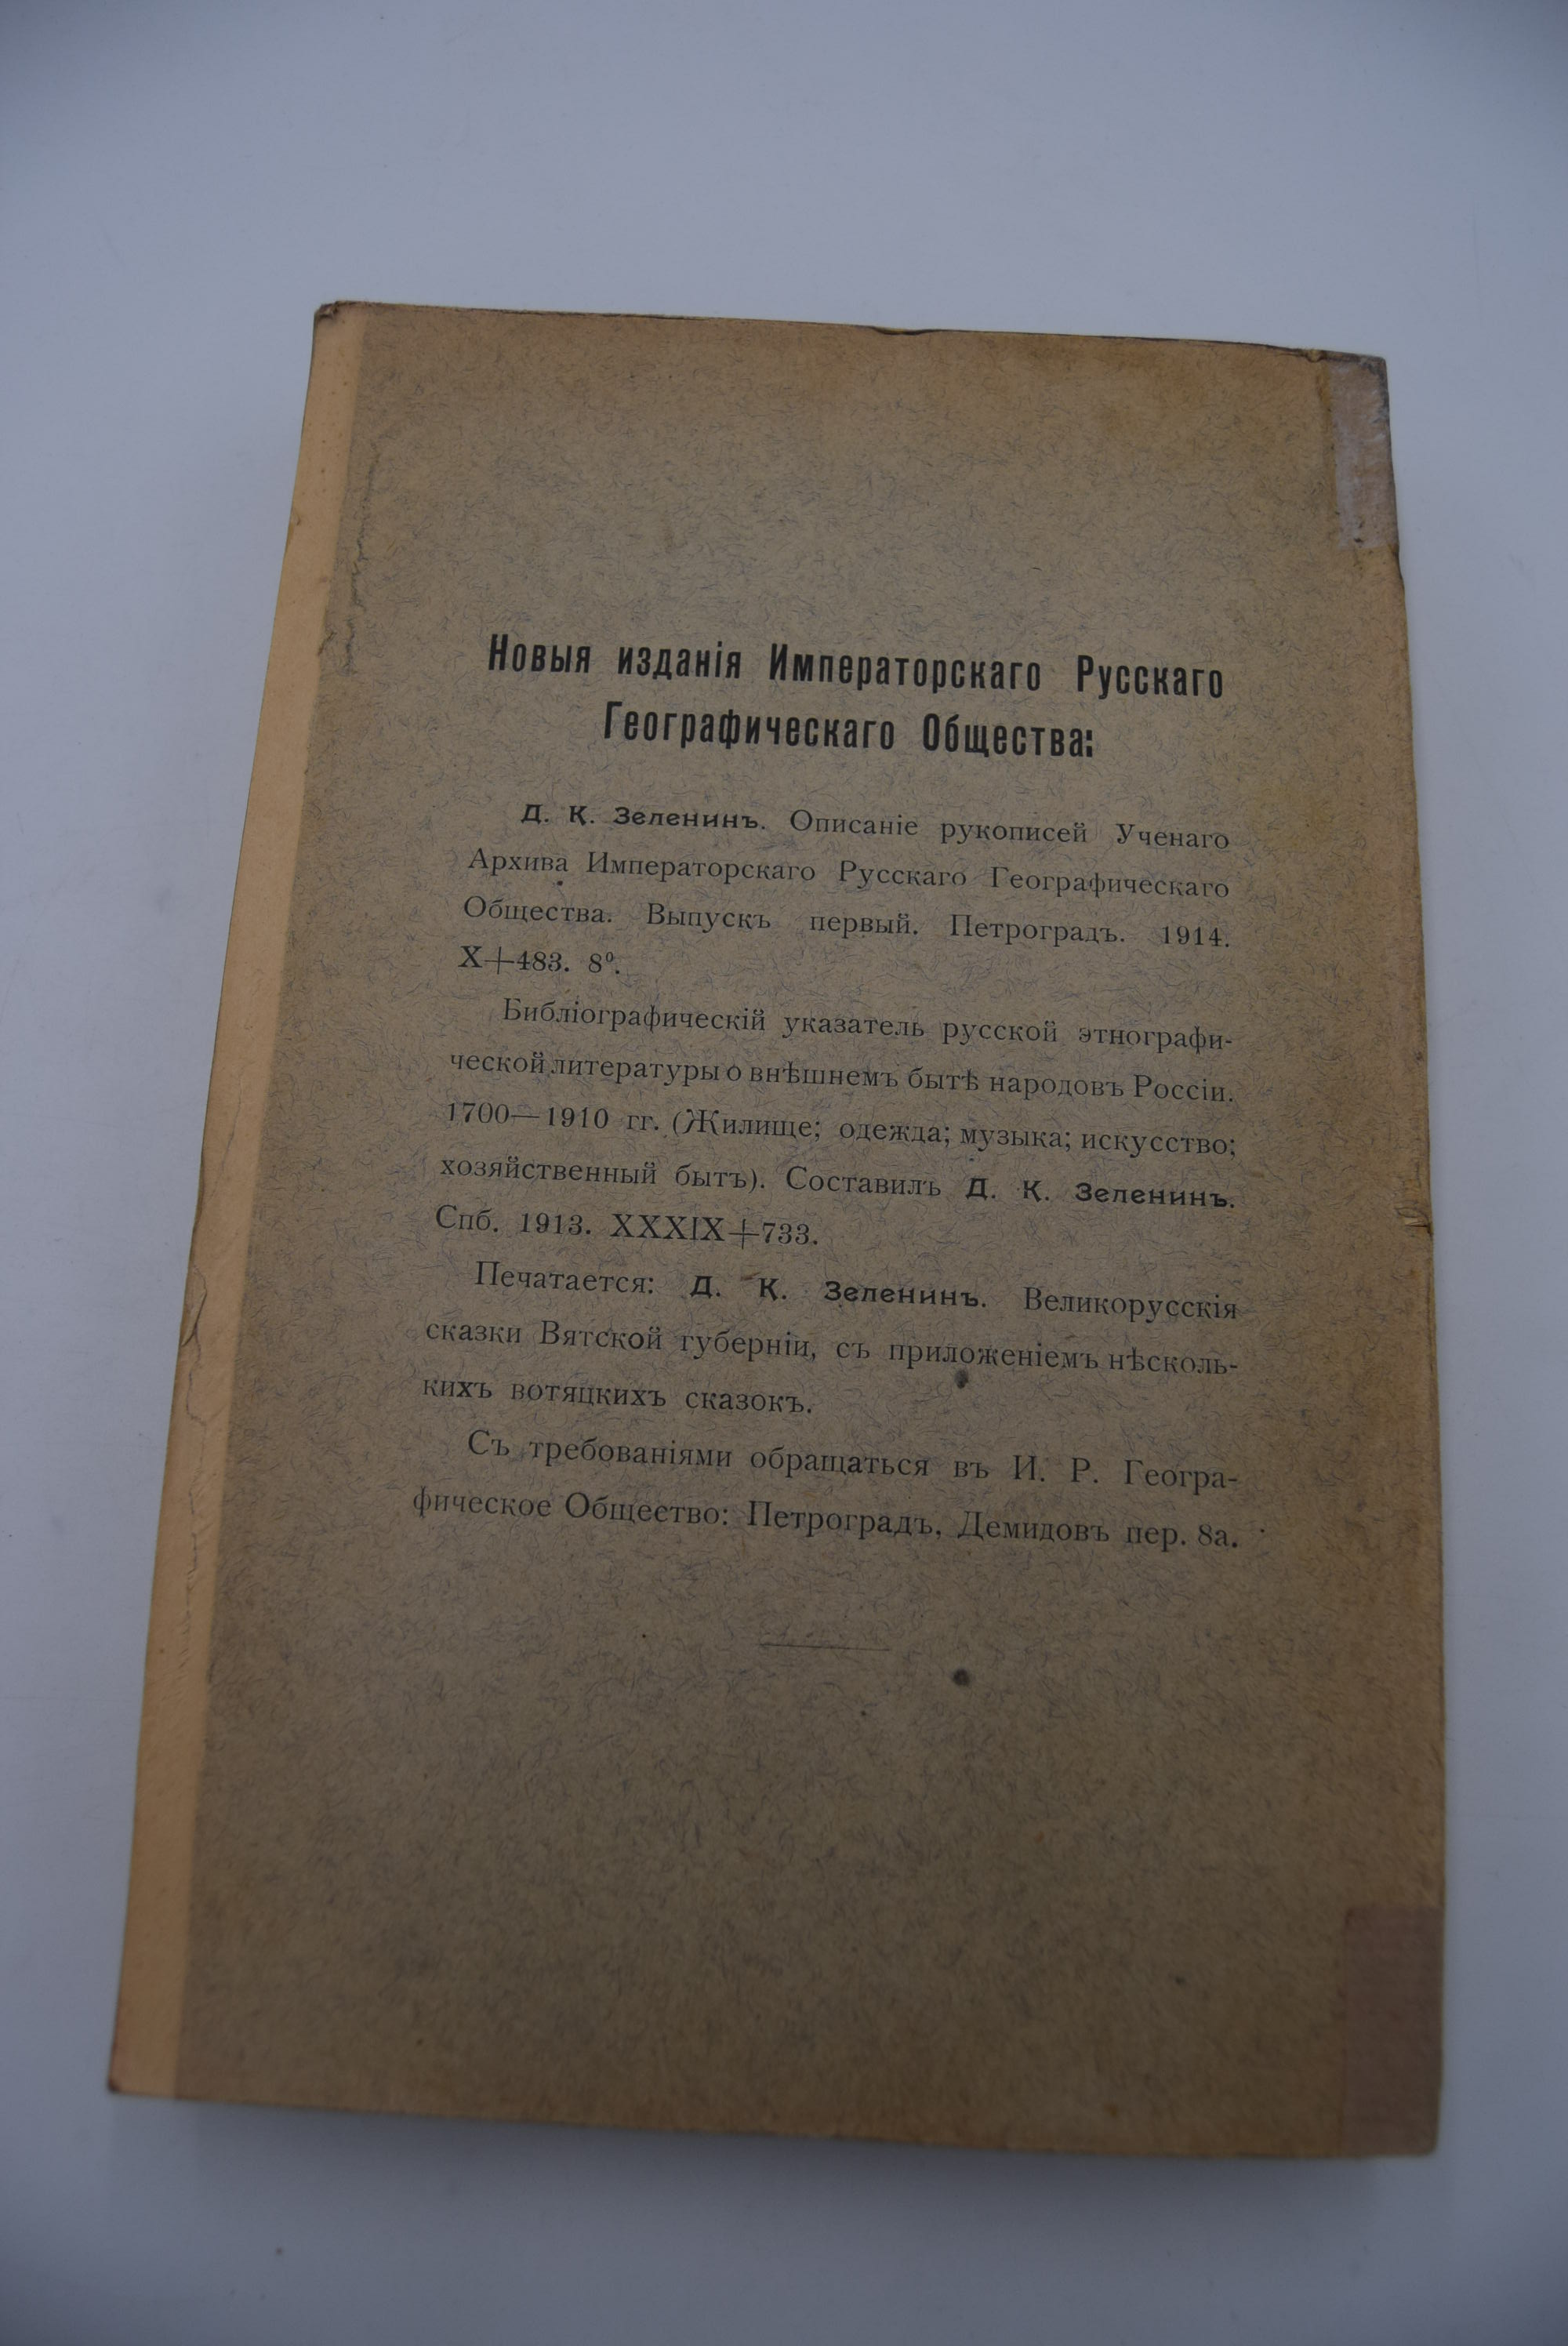 Новыя изданія Императорскаго Русскаго
Географическаго Общества:
Д. К. Зеленинъ. Описаніе рукописей Ученаго
Архива Императорскаго Русскаго Географическаго
Общества. Выпускъ первый. Петроградъ. 1914.
X+483. 8⁰.
Библіографическій указатель русской этнографи-
ческой литературы о внѣшнемъ бытѣ народовъ Россіи.
1700—1910 гг. (Жилище; одежда; музыка; искусство;
хозяйственный бытъ). Составилъ Д. К. Зеленинъ.
Спб. 1913. XXXIX+733.
Печатается: Д. К. Зеленинъ. Великорусскія
сказки Вятской губерніи, съ приложеніемъ нѣсколь-
кихъ вотяцкихъ сказокъ.
Съ требованіями обращаться въ И. Р. Геогра-
фическое Общество: Петроградъ, Демидовъ пер. 8а.